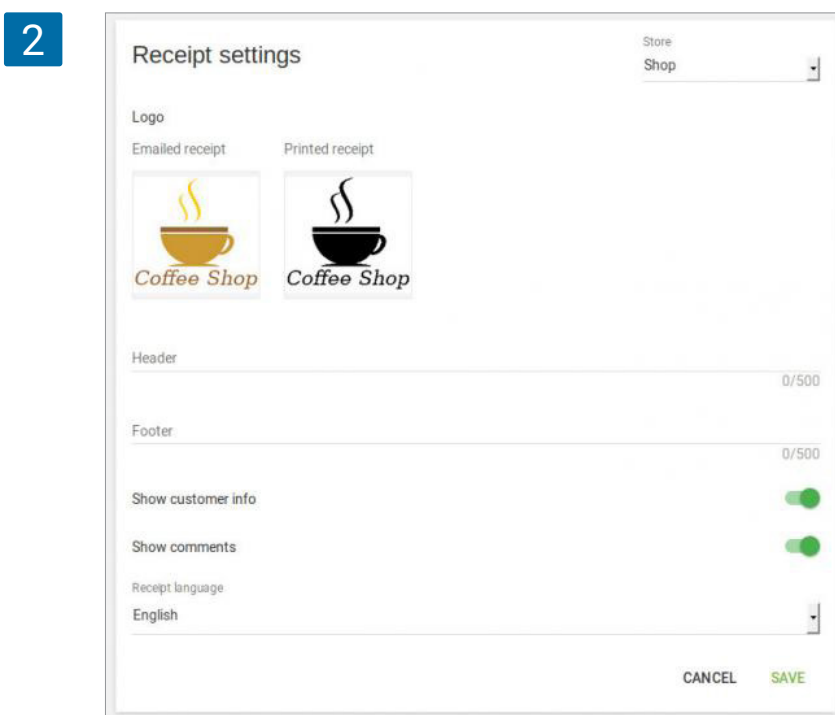 2
Receipt settings
Store
Shop
Logo
Emailed receipt Printed receipt
Coffee Shop Coffee Shop
Header
0/500
Footer
0/500
Show customer info
Show comments
Receipt language
English
CANCEL SAVE